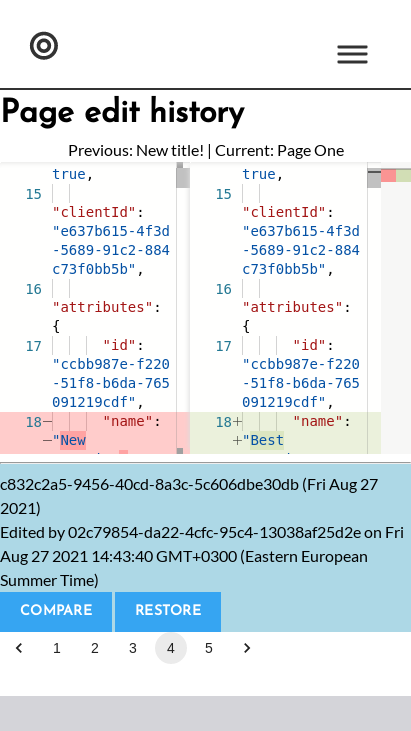 Page edit history
Previous: New title! | Current: Page One
true,
15
"clientId":
"e637b615-4f3d
-5689-91c2-884
c73f0bb5b",
16
"attributes":
{
17 "id":
"ccbb987e-f220
-51f8-b6da-765
091219cdf",
18− "name":
−"New
true,
15
"clientId":
"e637b615-4f3d
-5689-91c2-884
c73f0bb5b",
16
"attributes":
{
17 "id":
"ccbb987e-f220
-51f8-b6da-765
091219cdf",
18+ "name":
+"Best
c832c2a5-9456-40cd-8a3c-5c606dbe30db (Fri Aug 27
2021)
Edited by 02c79854-da22-4cfc-95c4-13038af25d2e on Fri
Aug 27 2021 14:43:40 GMT+0300 (Eastern European
Summer Time)
COMPARE RESTORE
1 2 3 4 5